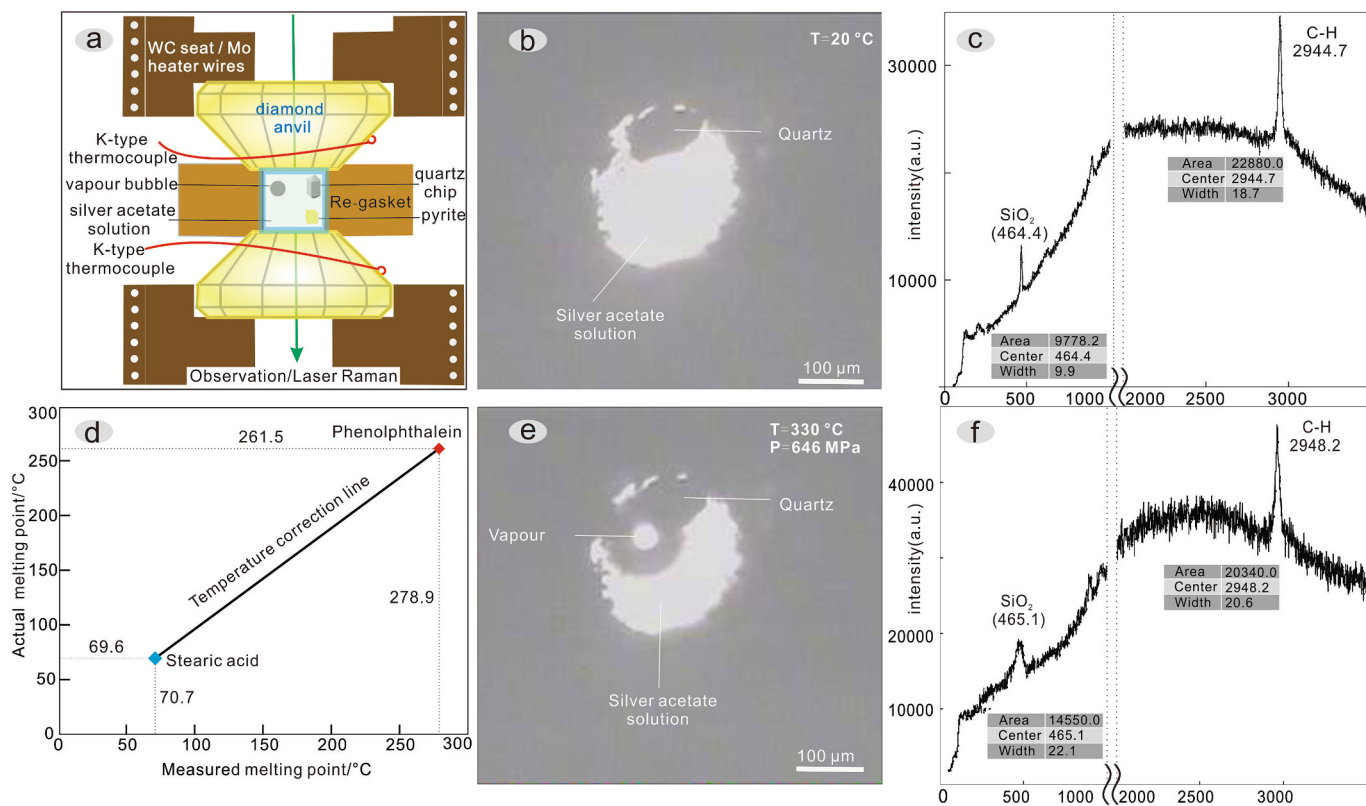 a
WC seat / Mo
heater wires
diamond
anvil
K-type
thermocouple
vapour bubble
silver acetate
solution
K-type
thermocouple
quartz
chip
Re-gasket
pyrite
Observation/Laser Raman
b
T=20 °C
Quartz
Silver acetate
solution
100 µm
c
C-H
2944.7
30000
intensity(a.u.)
10000
0
SiO₂
(464.4)
Area 22880.0
Center 2944.7
Width 18.7
Area 9778.2
Center 464.4
Width 9.9
500 1000 2000 2500 3000
d
300
250
200
150
100
50
0
Actual melting point/°C
261.5
Phenolphthalein
Temperature correction line
278.9
69.6
Stearic acid
70.7
0 50 100 150 200 250 300
Measured melting point/°C
e
T=330 °C
P=646 MPa
Quartz
Vapour
Silver acetate
solution
100 µm
f
C-H
2948.2
40000
intensity(a.u.)
20000
10000
SiO₂
(465.1)
Area 20340.0
Center 2948.2
Width 20.6
Area 14550.0
Center 465.1
Width 22.1
0 500 1000 2000 2500 3000